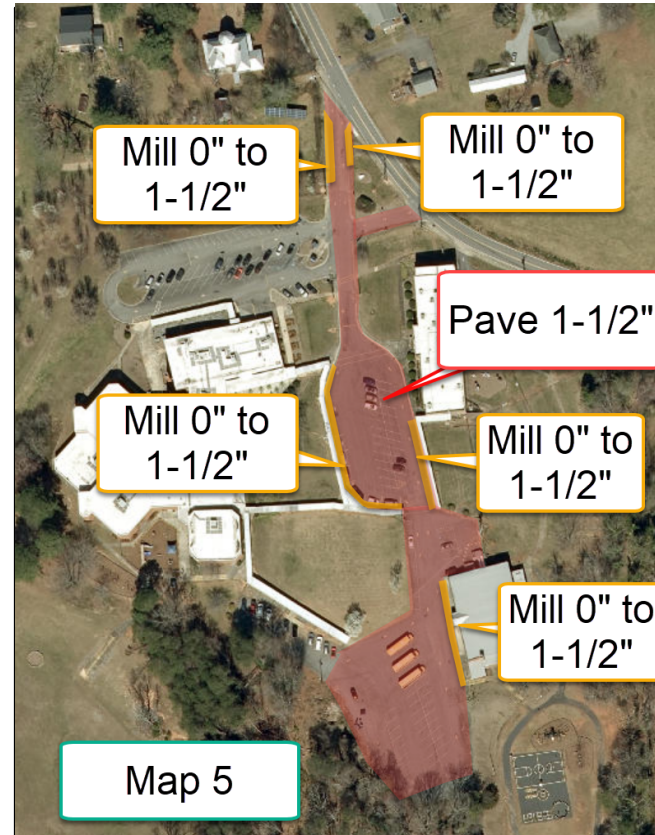 Mill 0" to
1-1/2"
Mill 0" to
1-1/2"
Pave 1-1/2"
Mill 0" to
1-1/2"
Mill 0" to
1-1/2"
Mill 0" to
1-1/2"
Map 5